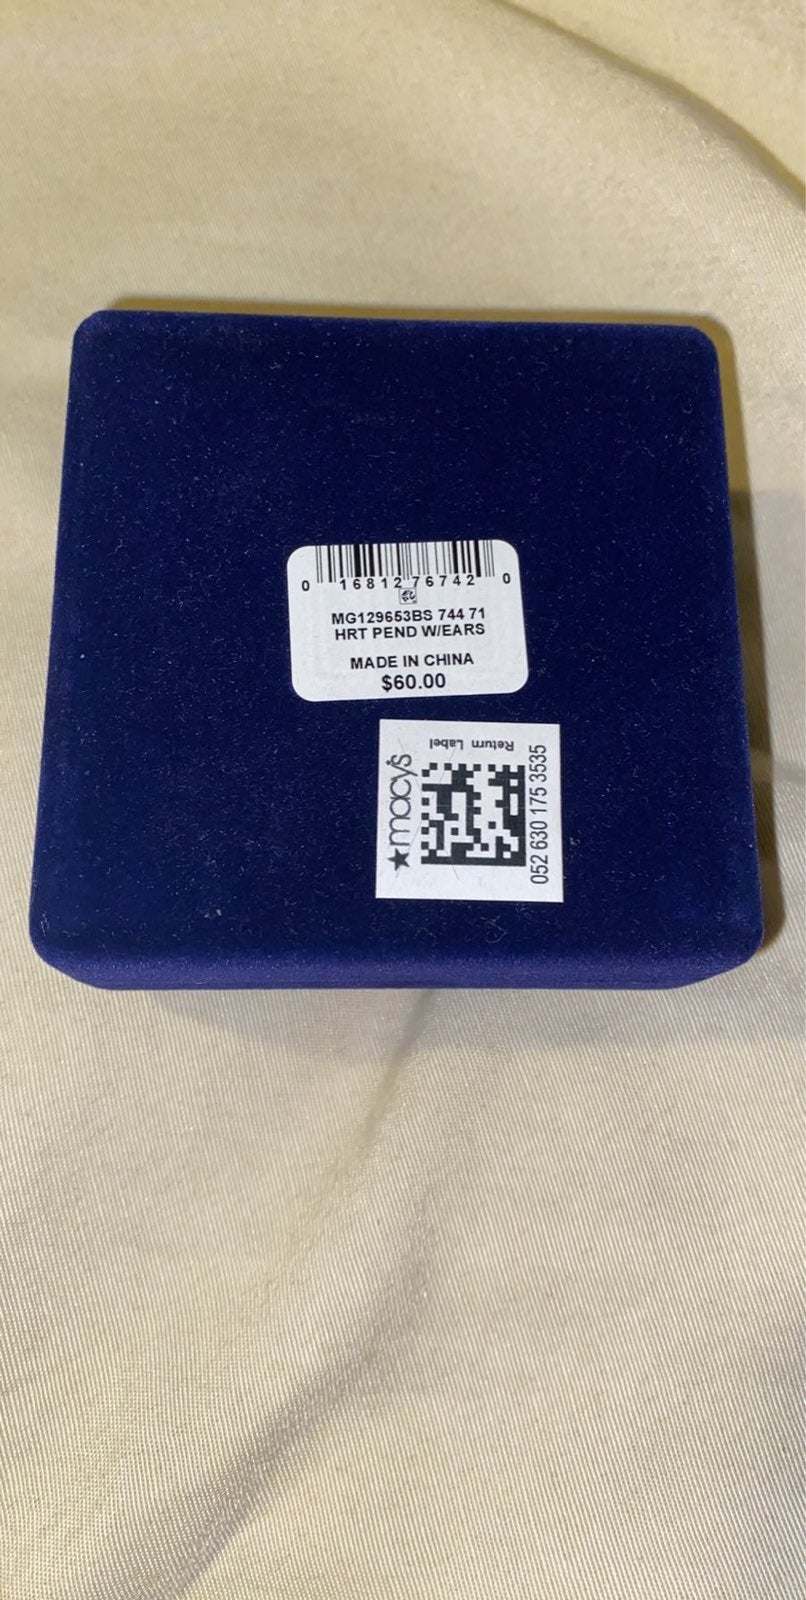 0 16812 76742 0
MG129653BS 744 71
HRT PEND W/EARS
MADE IN CHINA
$60.00
Return Label
★macy's
052 630 175 3535